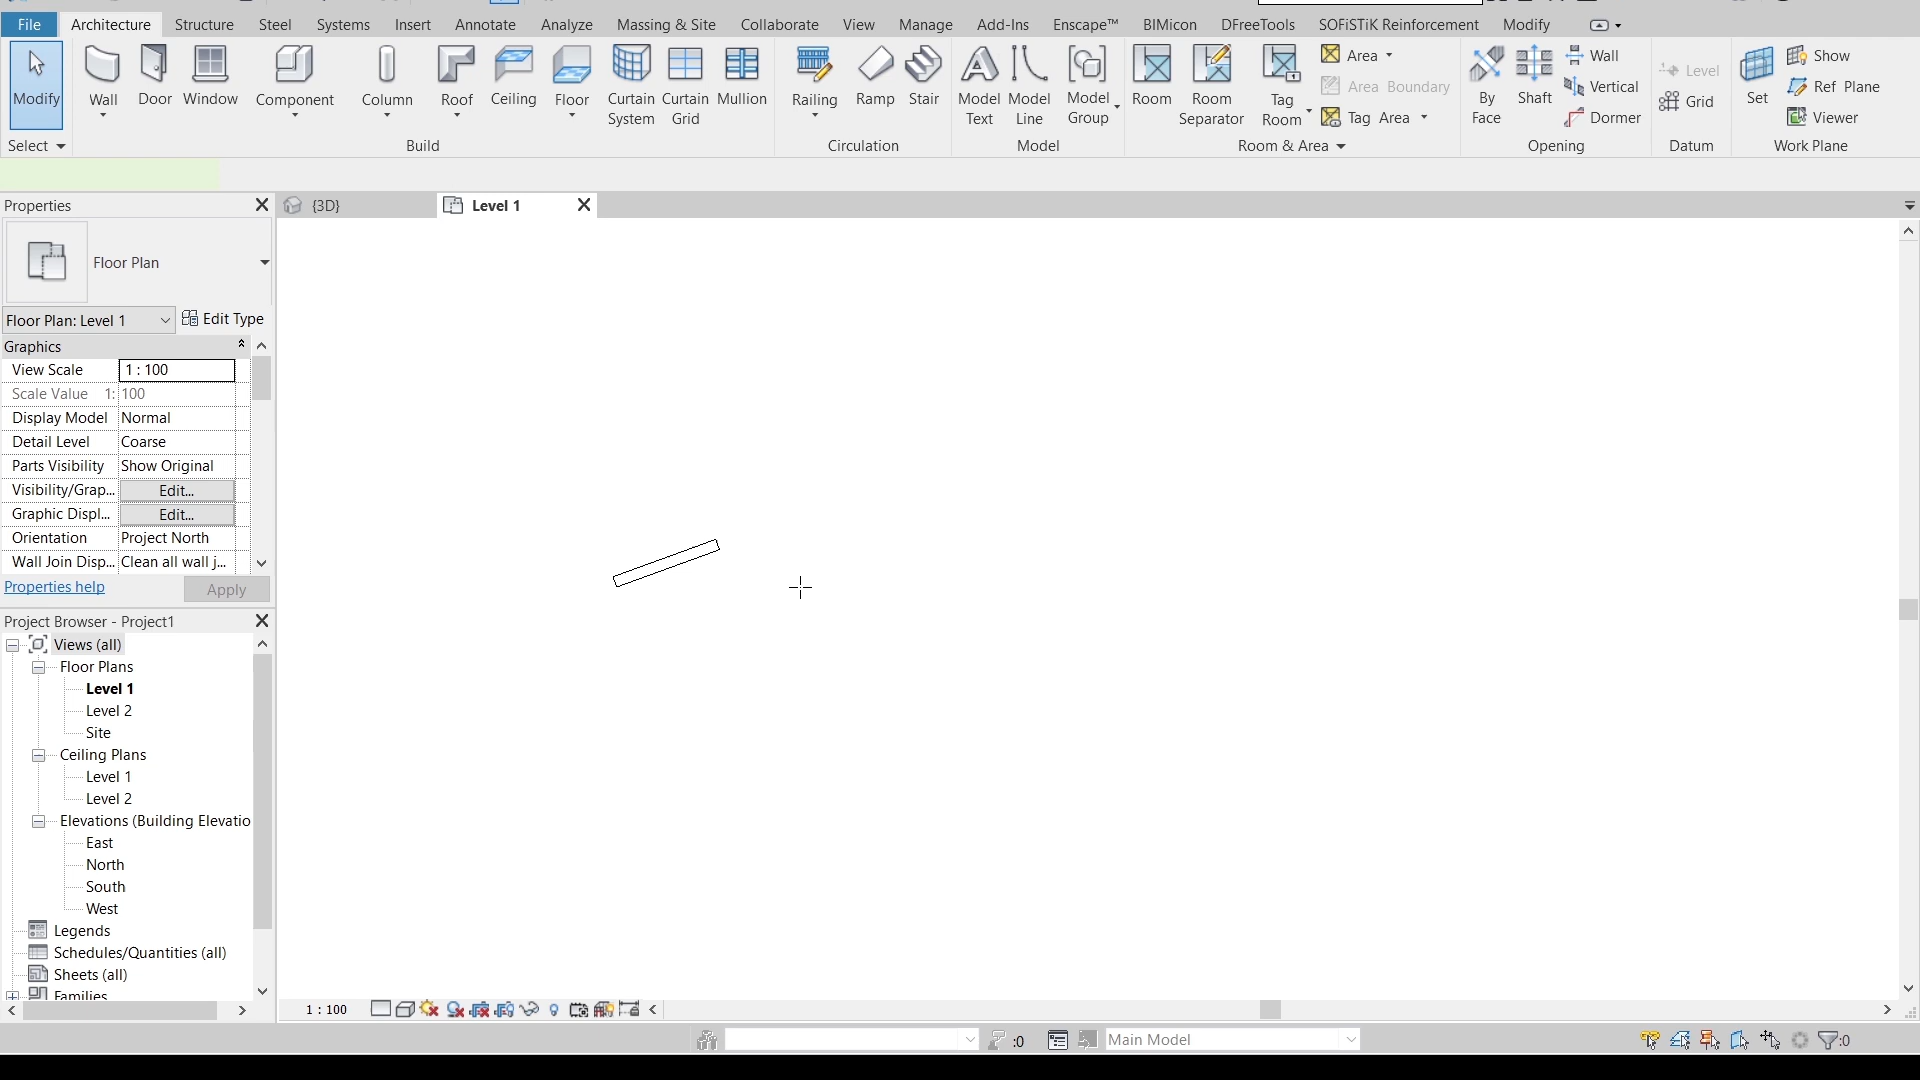 File Architecture Structure Steel Systems Insert Annotate Analyze Massing & Site Collaborate View Manage Add-Ins Enscape™ BIMicon DFreeTools SOFiSTiK Reinforcement Modify
Modify Wall Door Window Component Column Roof Ceiling Floor Curtain System Curtain Grid Mullion Railing Ramp Stair Model Text Model Line Model Group Room Room Separator Tag Room Area Area Boundary Tag Area By Face Shaft Wall Vertical Dormer Level Grid Set Show Ref Plane Viewer
Select Build Circulation Model Room & Area Opening Datum Work Plane
Properties
{3D} Level 1
Floor Plan
Floor Plan: Level 1 Edit Type
Graphics
View Scale 1 : 100
Scale Value 1: 100
Display Model Normal
Detail Level Coarse
Parts Visibility Show Original
Visibility/Grap... Edit...
Graphic Displ... Edit...
Orientation Project North
Wall Join Disp... Clean all wall j...
Properties help Apply
Project Browser - Project1
Views (all)
Floor Plans
Level 1
Level 2
Site
Ceiling Plans
Level 1
Level 2
Elevations (Building Elevatio
East
North
South
West
Legends
Schedules/Quantities (all)
Sheets (all)
Families
1 : 100
:0 Main Model :0